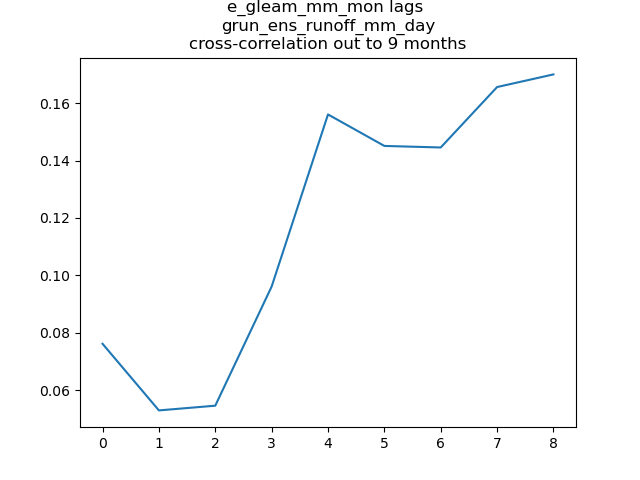 e_gleam_mm_mon lags
grun_ens_runoff_mm_day
cross-correlation out to 9 months
0.16
0.14
0.12
0.10
0.08
0.06
0 1 2 3 4 5 6 7 8